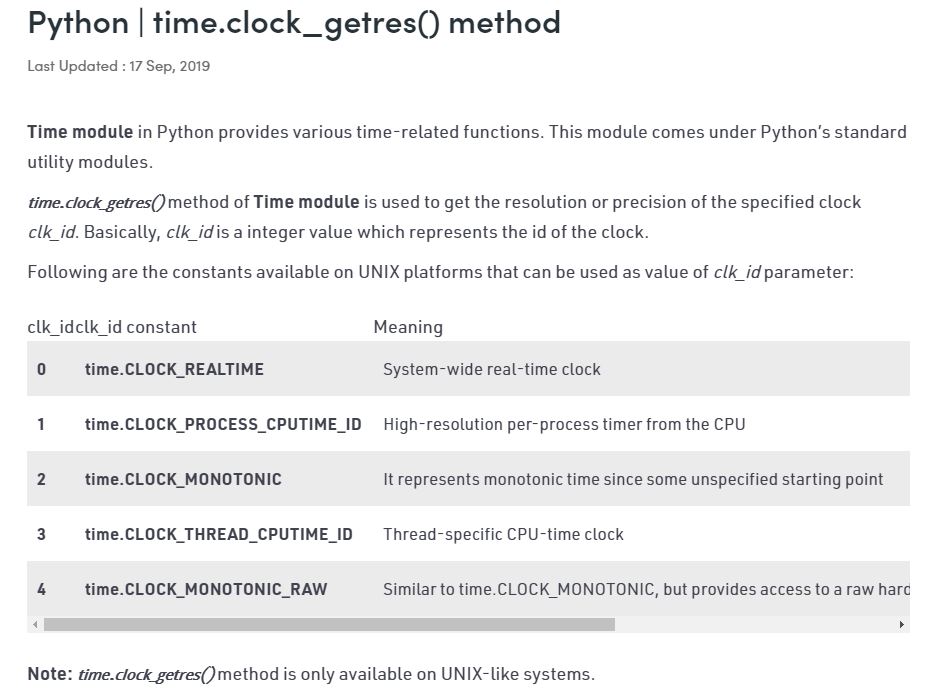 Python | time.clock_getres() method
Last Updated : 17 Sep, 2019
Time module in Python provides various time-related functions. This module comes under Python’s standard
utility modules.
time.clock_getres() method of Time module is used to get the resolution or precision of the specified clock
clk_id. Basically, clk_id is a integer value which represents the id of the clock.
Following are the constants available on UNIX platforms that can be used as value of clk_id parameter:
clk_id clk_id constant Meaning
0 time.CLOCK_REALTIME System-wide real-time clock
1 time.CLOCK_PROCESS_CPUTIME_ID High-resolution per-process timer from the CPU
2 time.CLOCK_MONOTONIC It represents monotonic time since some unspecified starting point
3 time.CLOCK_THREAD_CPUTIME_ID Thread-specific CPU-time clock
4 time.CLOCK_MONOTONIC_RAW Similar to time.CLOCK_MONOTONIC, but provides access to a raw hard
Note: time.clock_getres() method is only available on UNIX-like systems.